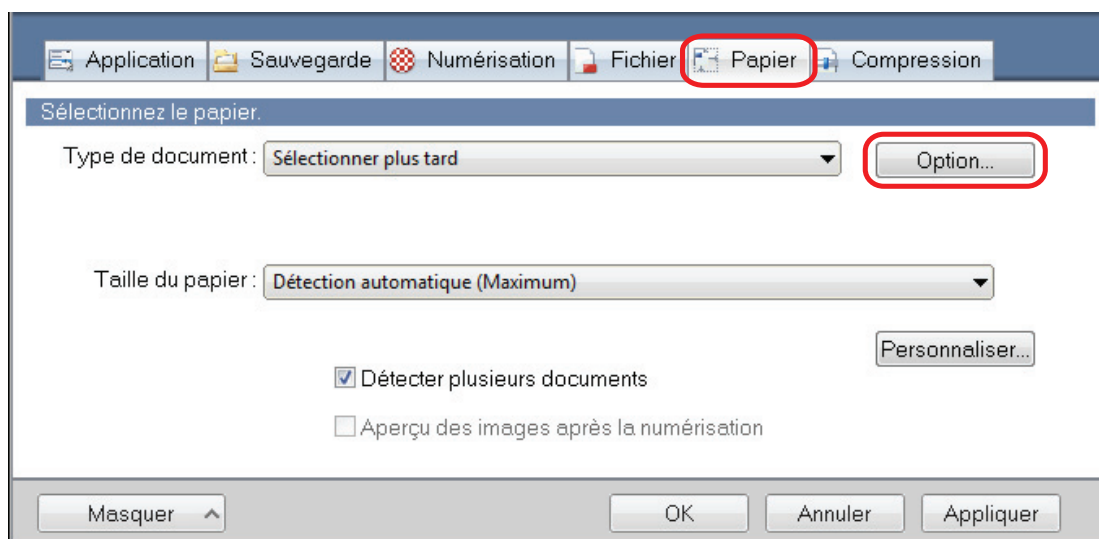 Application Sauvegarde Numérisation Fichier Papier Compression
Sélectionnez le papier.
Type de document : Sélectionner plus tard Option...
Taille du papier : Détection automatique (Maximum)
Personnaliser...
Détecter plusieurs documents
Aperçu des images après la numérisation
Masquer OK Annuler Appliquer